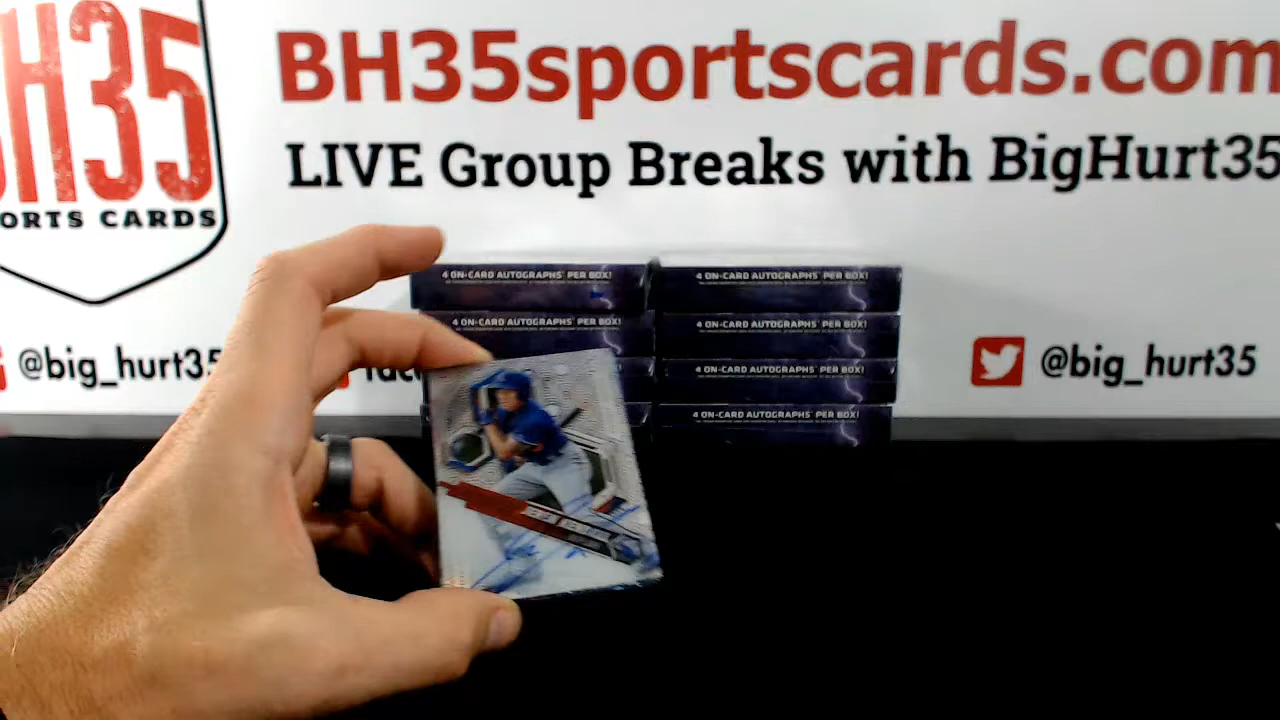 BH35
ORTS CARDS
BH35sportscards.com
LIVE Group Breaks with BigHurt35
@big_hurt35
@big_hurt35
4 ON-CARD AUTOGRAPHS PER BOX!
4 ON-CARD AUTOGRAPHS PER BOX!
4 ON-CARD AUTOGRAPHS PER BOX!
4 ON-CARD AUTOGRAPHS PER BOX!
4 ON-CARD AUTOGRAPHS PER BOX!
4 ON-CARD AUTOGRAPHS PER BOX!